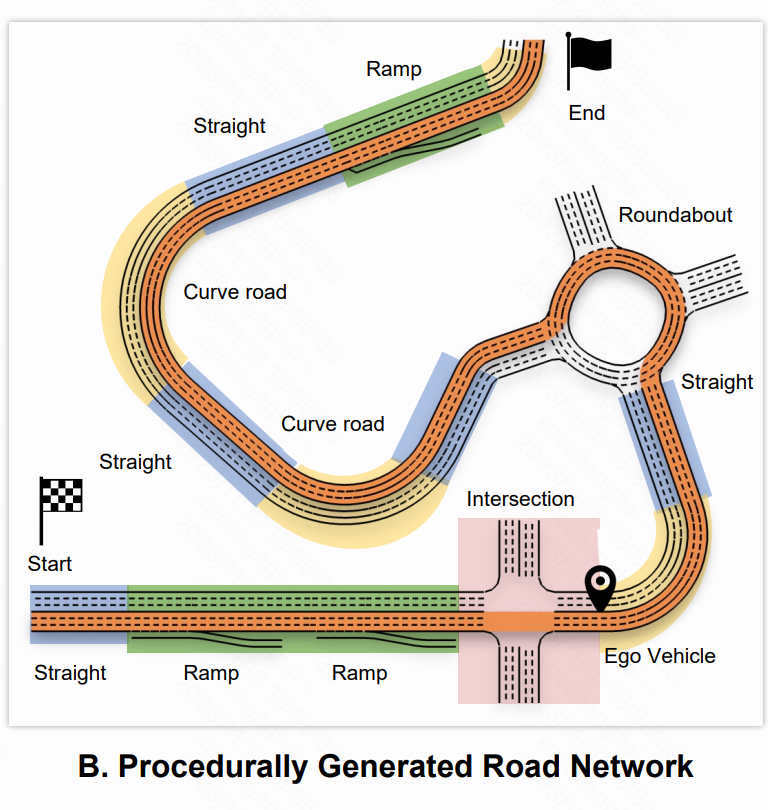 Ramp
End
Straight
Roundabout
Curve road
Straight
Curve road
Straight
Intersection
Start
Ego Vehicle
Straight
Ramp
Ramp
B. Procedurally Generated Road Network